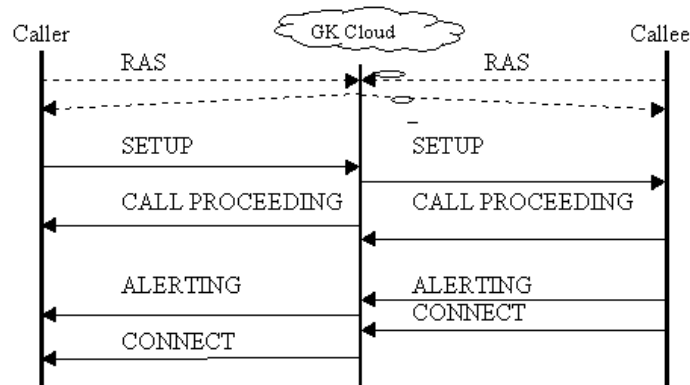 Caller GK Cloud Callee
RAS RAS
SETUP SETUP
CALL PROCEEDING CALL PROCEEDING
ALERTING ALERTING
CONNECT
CONNECT